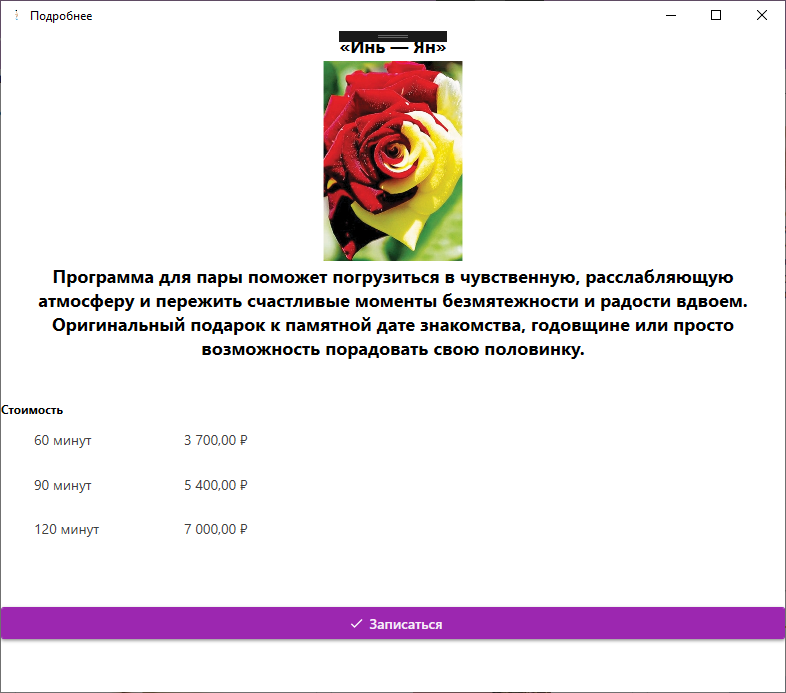 Подробнее
«Инь — Ян»
Программа для пары поможет погрузиться в чувственную, расслабляющую
атмосферу и пережить счастливые моменты безмятежности и радости вдвоем.
Оригинальный подарок к памятной дате знакомства, годовщине или просто
возможность порадовать свою половинку.
Стоимость
60 минут 3 700,00 ₽
90 минут 5 400,00 ₽
120 минут 7 000,00 ₽
Записаться